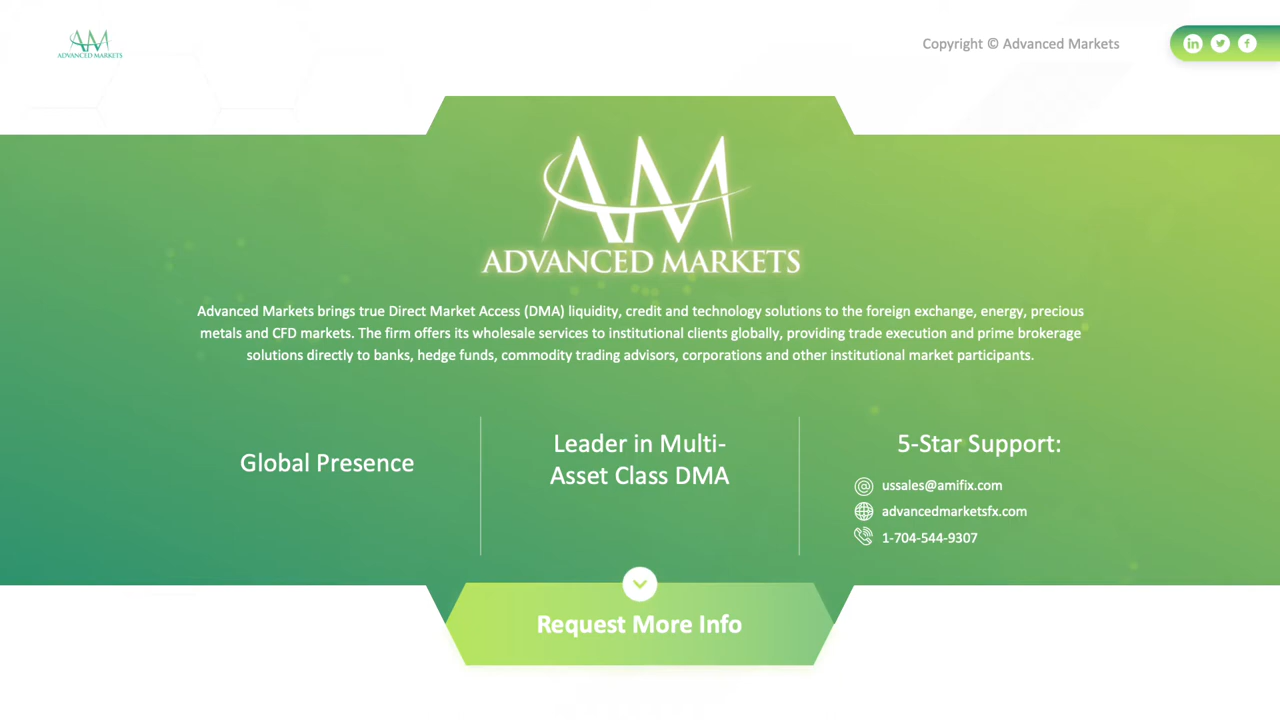 AM
ADVANCED MARKETS
Copyright © Advanced Markets
in
f
AM
ADVANCED MARKETS
Advanced Markets brings true Direct Market Access (DMA) liquidity, credit and technology solutions to the foreign exchange, energy, precious
metals and CFD markets. The firm offers its wholesale services to institutional clients globally, providing trade execution and prime brokerage
solutions directly to banks, hedge funds, commodity trading advisors, corporations and other institutional market participants.
Global Presence
Leader in Multi-
Asset Class DMA
5-Star Support:
ussales@amifix.com
advancedmarketsfx.com
1-704-544-9307
Request More Info